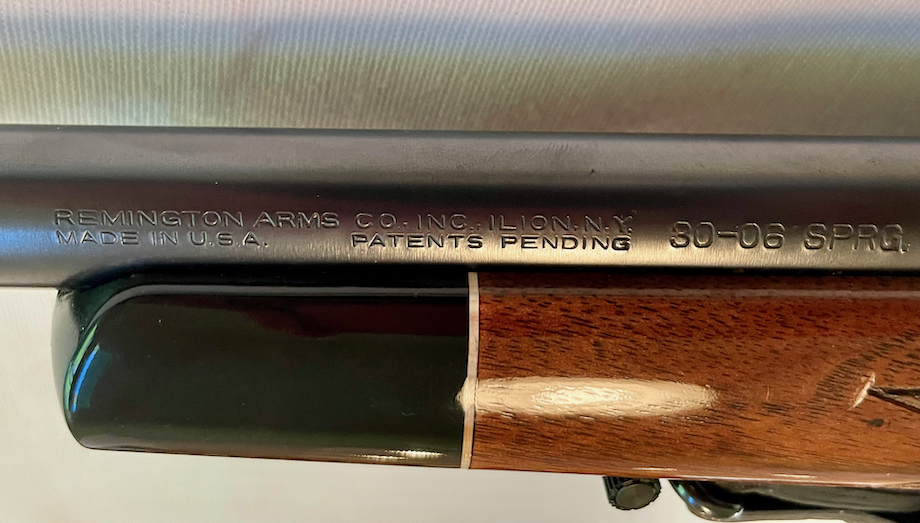 REMINGTON ARMS CO. INC., ILION, N.Y.
MADE IN U.S.A. PATENTS PENDING
30-06 SPRG.